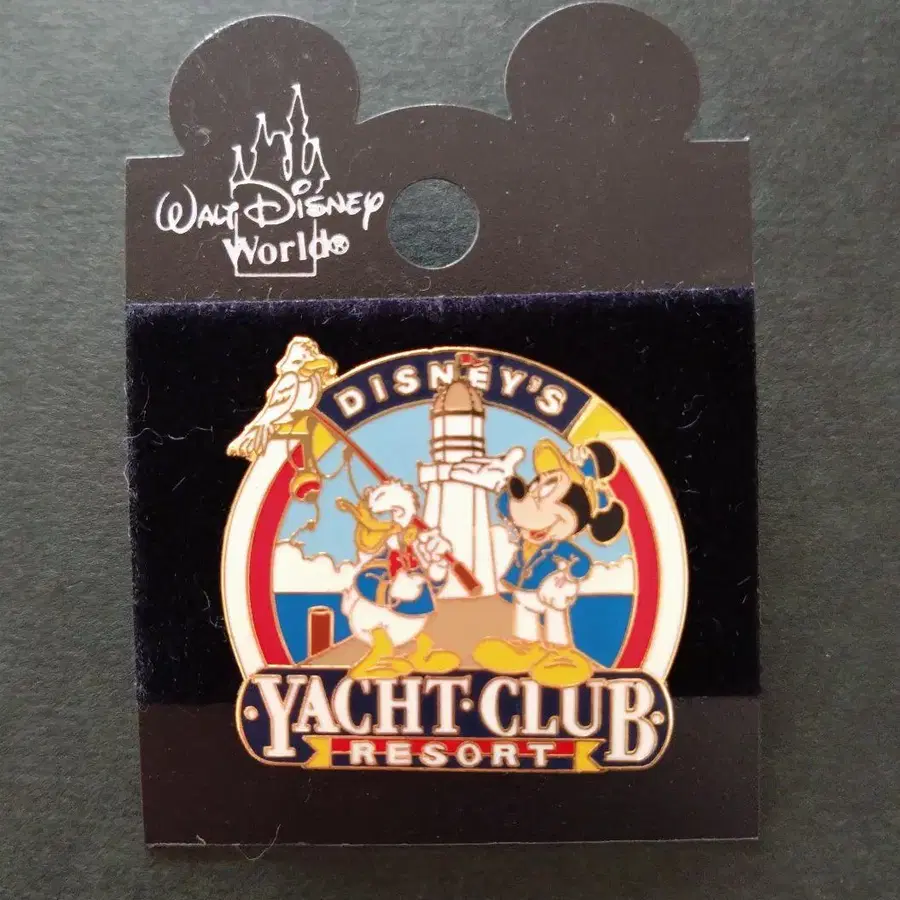 WALT DISNEY
World®
DISNEY'S
·YACHT·CLUB·
RESORT